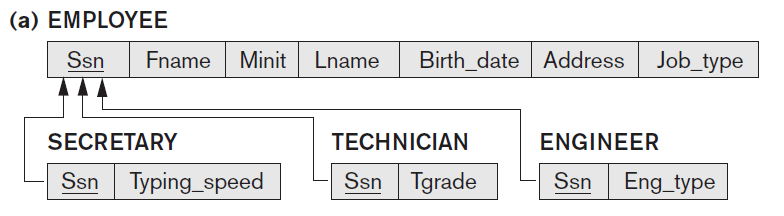 (a) EMPLOYEE
Ssn Fname Minit Lname Birth_date Address Job_type
SECRETARY TECHNICIAN ENGINEER
Ssn Typing_speed Ssn Tgrade Ssn Eng_type